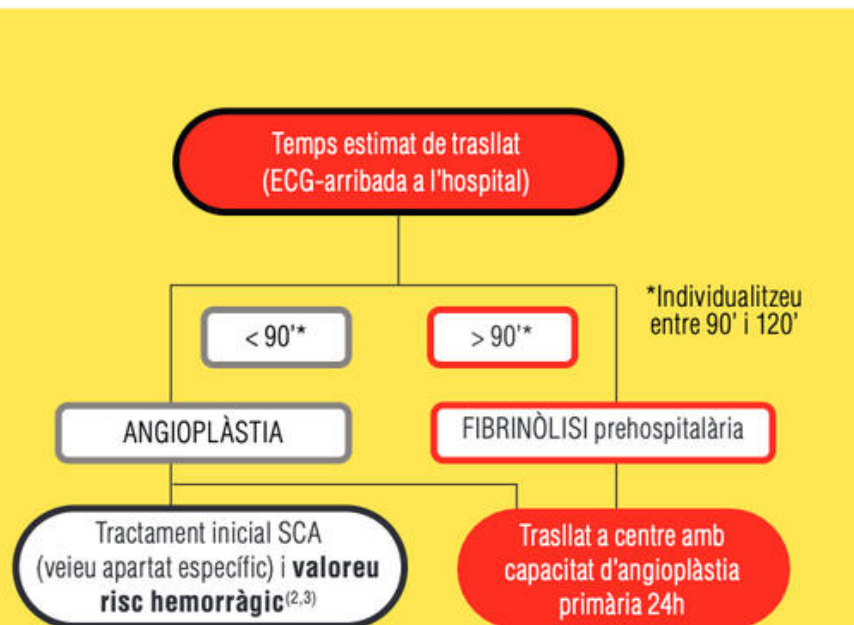 Temps estimat de trasllat
(ECG-arribada a l'hospital)
*Individualitzeu
entre 90' i 120'
< 90'*
> 90'*
ANGIOPLÀSTIA
FIBRINÒLISI prehospitalària
Tractament inicial SCA
(veieu apartat específic) i valoreu
risc hemorràgic(2,3)
Trasllat a centre amb
capacitat d'angioplàstia
primària 24h